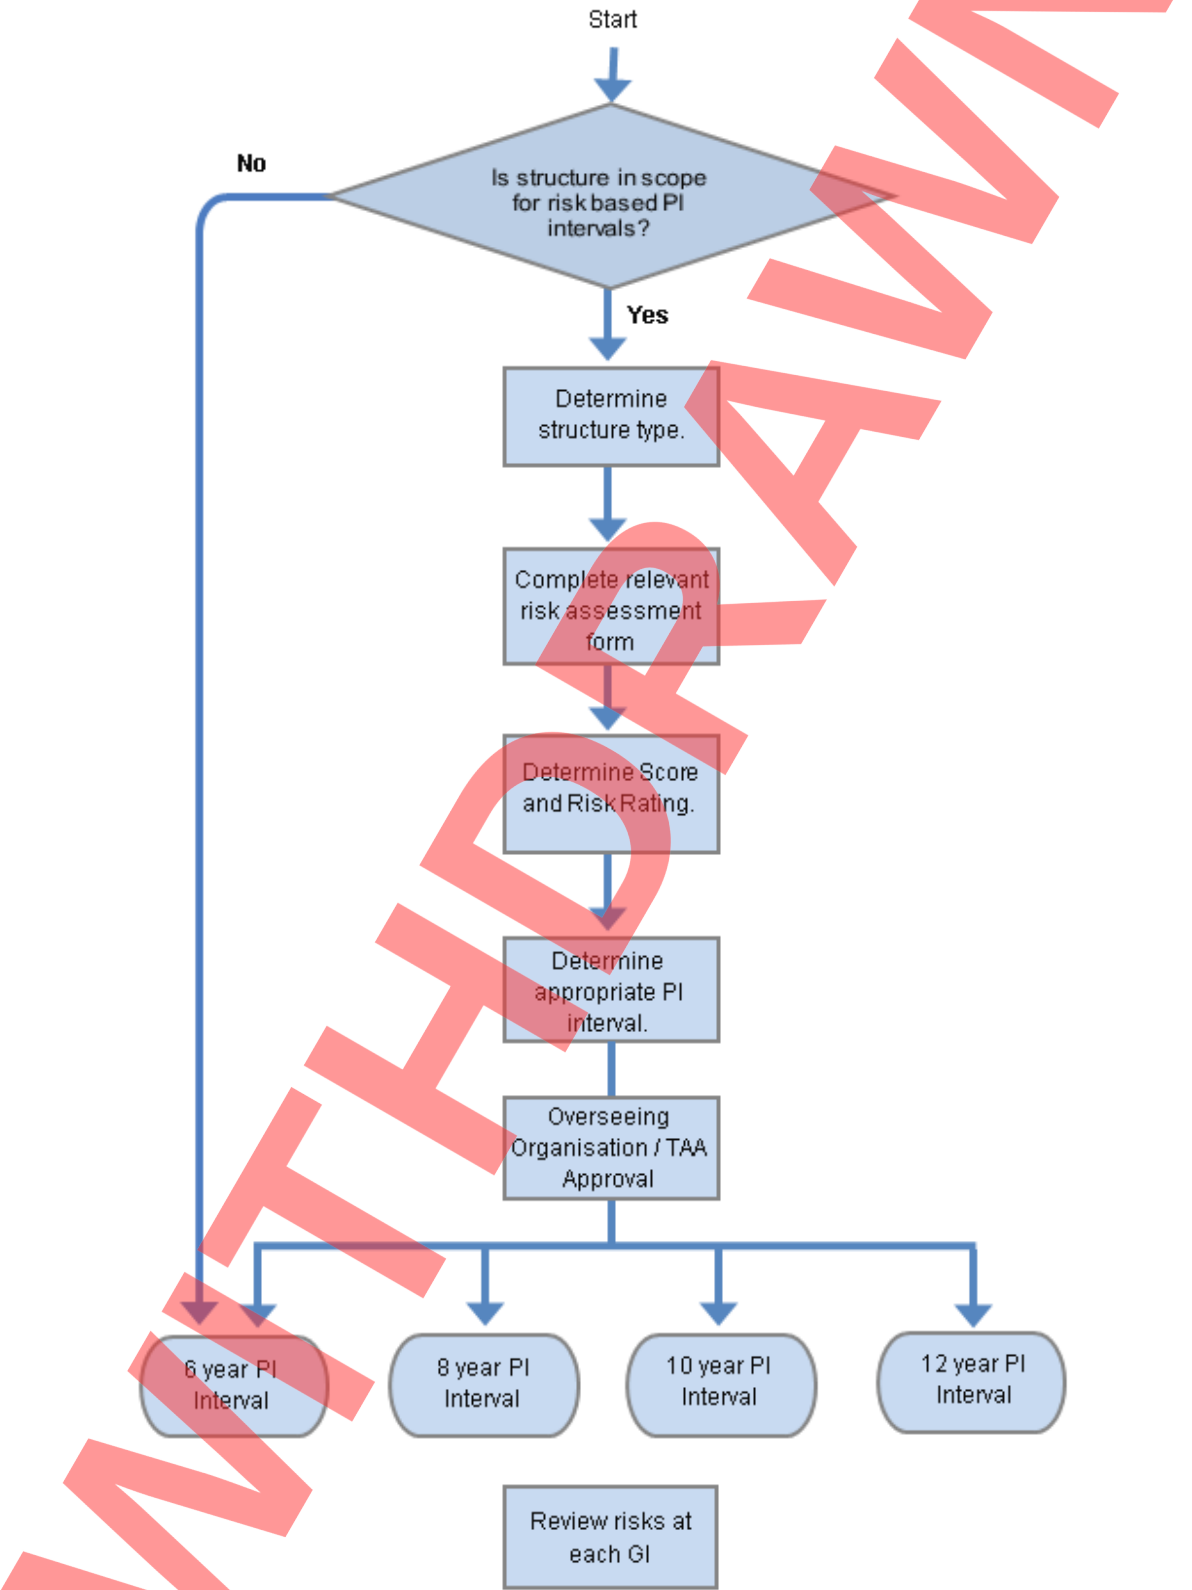 Start
No
Is structure in scope
for risk based PI
intervals?
Yes
Determine
structure type.
Complete relevant
risk assessment
form
Determine Score
and Risk Rating.
Determine
appropriate PI
interval.
Overseeing
Organisation / TAA
Approval
6 year PI
Interval
8 year PI
Interval
10 year PI
Interval
12 year PI
Interval
Review risks at
each GI
WITHDRAWN